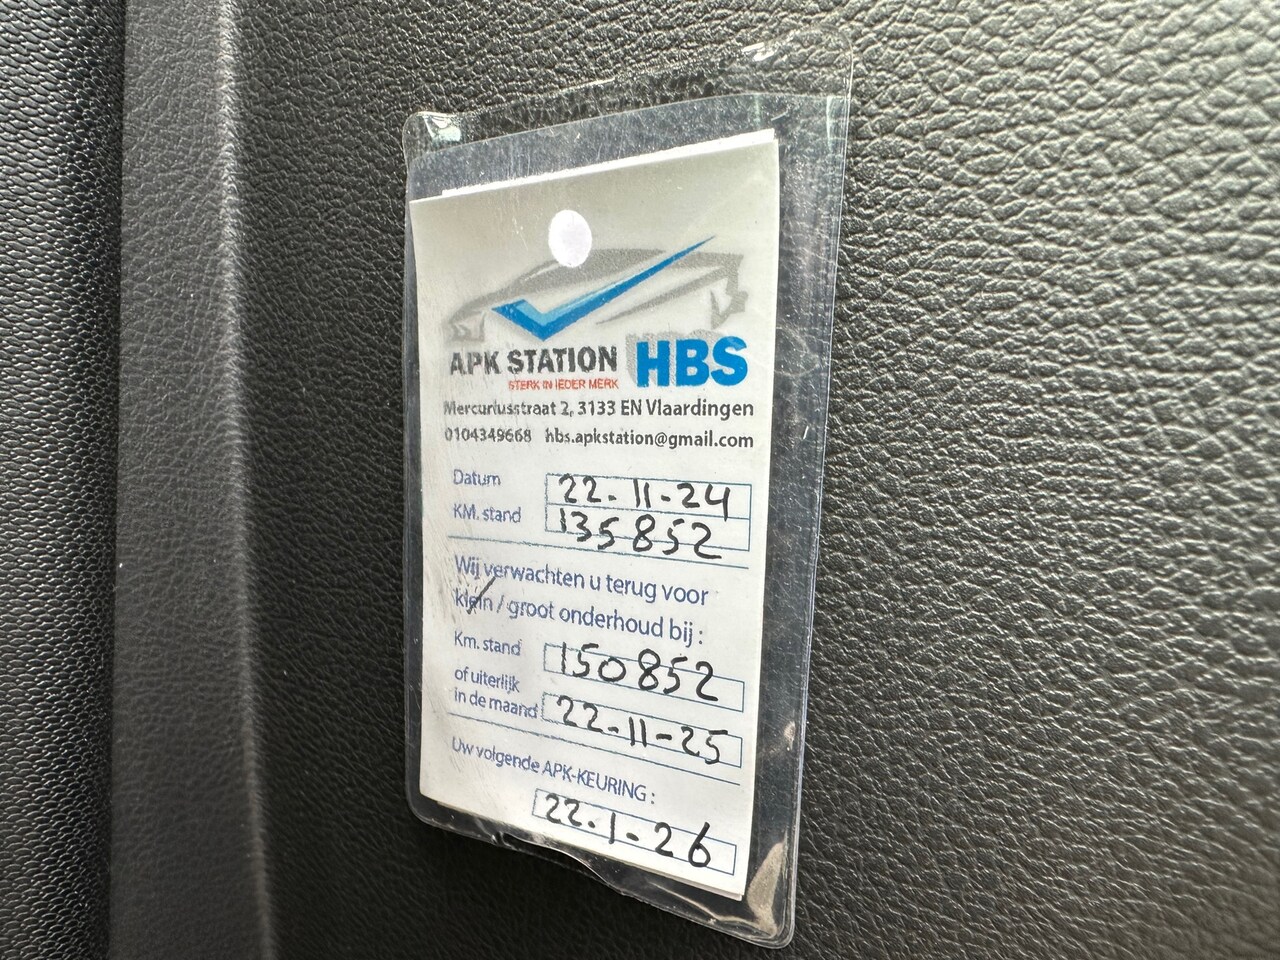 APK STATION HBS
STERK IN IEDER MERK
Mercuriusstraat 2, 3133 EN Vlaardingen
0104349668 hbs.apkstation@gmail.com
Datum 22-11-24
KM. stand 135852
Wij verwachten u terug voor
klein / groot onderhoud bij :
Km. stand 150852
of uiterlijk
in de maand 22-11-25
Uw volgende APK-KEURING :
22-1-26